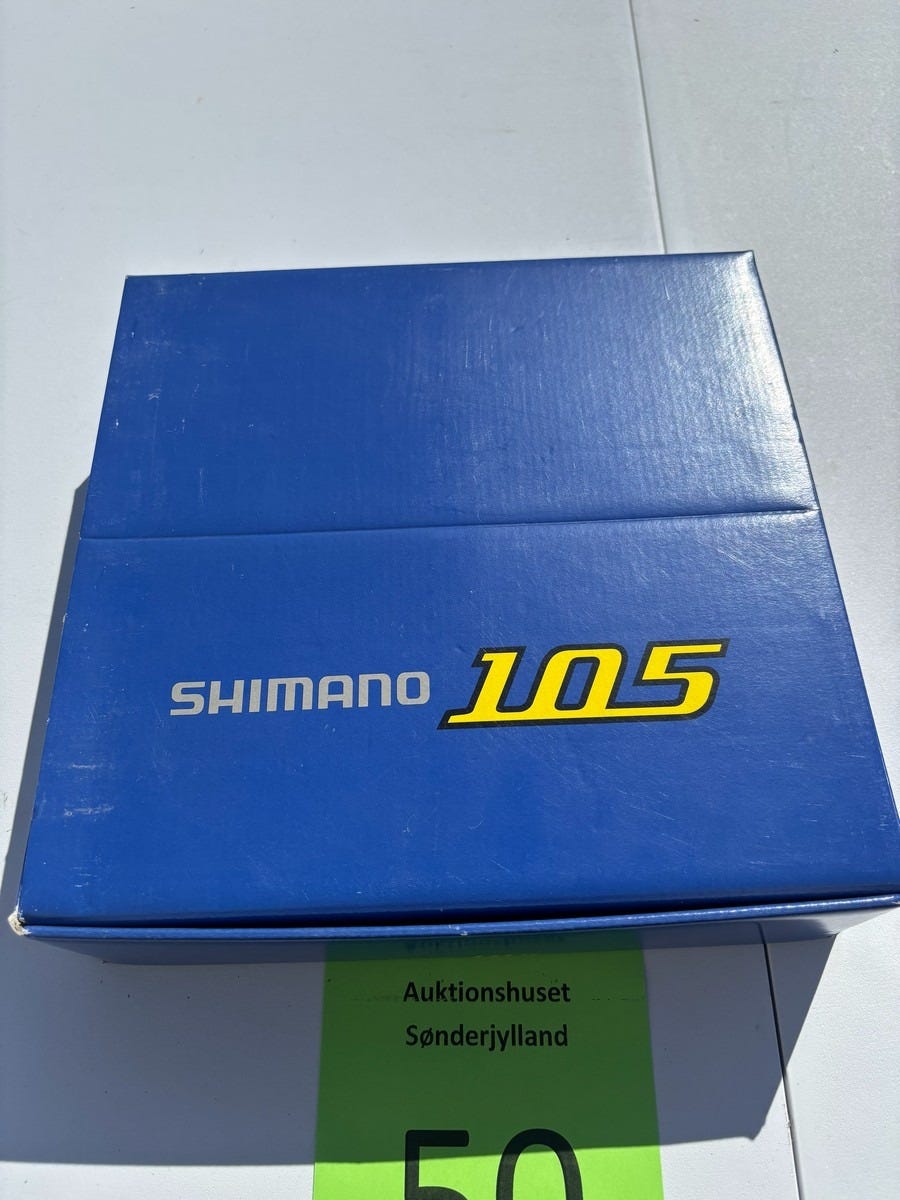 SHIMANO 105
Auktionshuset
Sønderjylland
50